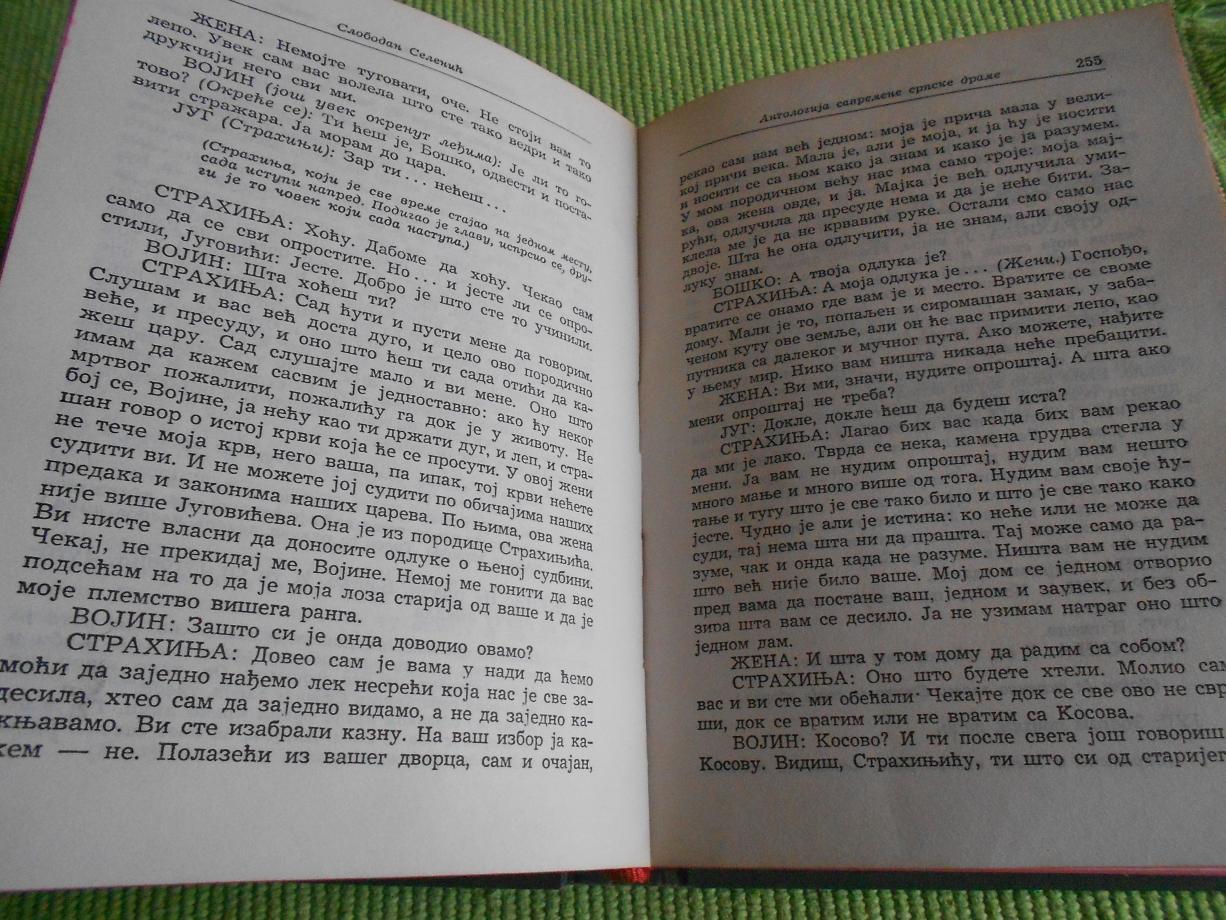 Слободан Селенић
ЖЕНА: Немојте туговати, оче. Не стоји вам то
лепо. Увек сам вас волела што сте тако ведри и тако
друкчији него сви ми.
ВОЈИН (још увек окренут леђима): Је ли то го-
тово? (Окреће се): Ти ћеш је, Бошко, одвести и поста-
вити стражара. Ја морам до цара.
ЈУГ (Страхињи): Зар ти... нећеш...
(Страхиња, који је све време стајао на једном месту,
сада иступи напред. Подигао је главу, испрсио се, дру-
ги је то човек који сада наступа.)
СТРАХИЊА: Хоћу. Дабоме да хоћу. Чекао сам
само да се сви опростите. Но... и јесте ли се опро-
стили, Југовићи: Јесте. Добро је што сте то учинили.
ВОЈИН: Шта хоћеш ти?
СТРАХИЊА: Сад ћути и пусти мене да говорим.
Слушам и вас већ доста дуго, и цело ово породично
веће, и пресуду, и оно што ћеш ти сада отићи да ка-
жеш цару. Сад слушајте мало и ви мене. Оно што
имам да кажем сасвим је једноставно: ако ћу неког
мртвог пожалити, пожалићу га док је у животу. Не
бој се, Војине, ја нећу као ти држати дуг, и леп, и стра-
шан говор о истој крви која ће се просути. У овој жени
не тече моја крв, него ваша, па ипак, тој крви нећете
судити ви. И не можете јој судити по обичајима наших
предака и законима наших царева. По њима, ова жена
није више Југовићева. Она је из породице Страхињића.
Ви нисте власни да доносите одлуке о њеној судбини.
Чекај, не прекидај ме, Војине. Немој ме гонити да вас
подсећам на то да је моја лоза старија од ваше и да је
моје племство вишега ранга.
ВОЈИН: Зашто си је онда доводио овамо?
СТРАХИЊА: Довео сам је вама у нади да ћемо
моћи да заједно нађемо лек несрећи која нас је све за-
десила, хтео сам да заједно видамо, а не да заједно ка-
жњавамо. Ви сте изабрали казну. На ваш избор ја ка-
жем — не. Полазећи из вашег дворца, сам и очајан,
Антологија савремене српске драме 255
рекао сам вам већ једном: моја је прича мала у вели-
кој причи века. Мала је, али је моја, и ја ћу је носити
и носити се са њом како ја знам и како је ја разумем.
У мом породичном већу нас има само троје: моја мај-
ка, ова жена овде, и ја. Мајка је већ одлучила уми-
рући, одлучила да пресуде нема и да је неће бити. За-
клела ме је да не крвавим руке. Остали смо само нас
двоје. Шта ће она одлучити, ја не знам, али своју од-
луку знам.
БОШКО: А твоја одлука је?
СТРАХИЊА: А моја одлука је... (Жени.) Госпођо,
вратите се онамо где вам је и место. Вратите се своме
дому. Мали је то, попаљен и сиромашан замак, у заба-
ченом куту ове земље, али он ће вас примити лепо, као
путника са далеког и мучног пута. Ако можете, нађите
у њему мир. Нико вам ништа никада неће пребацити.
ЖЕНА: Ви ми, значи, нудите опроштај. А шта ако
мени опроштај не треба?
ЈУГ: Докле ћеш да будеш иста?
СТРАХИЊА: Лагао бих вас када бих вам рекао
да ми је лако. Тврда се нека, камена грудва стегла у
мени. Ја вам не нудим опроштај, нудим вам нешто
много мање и много више од тога. Нудим вам своје ћу-
тање и тугу што је све тако било и што је све тако како
јесте. Чудно је али је истина: ко неће или не може да
суди, тај нема шта ни да прашта. Тај може само да ра-
зуме, чак и онда када не разуме. Ништа вам не нудим
што већ није било ваше. Мој дом се једном отворио
пред вама да постане ваш, једном и заувек, и без об-
зира шта вам се десило. Ја не узимам натраг оно што
једном дам.
ЖЕНА: И шта у том дому да радим са собом?
СТРАХИЊА: Оно што будете хтели. Молио сам
вас и ви сте ми обећали. Чекајте док се све ово не свр
ши, док се вратим или не вратим са Косова.
ВОЈИН: Косово? И ти после свега још говориш
Косову. Видиш, Страхињићу, ти што си од старијег